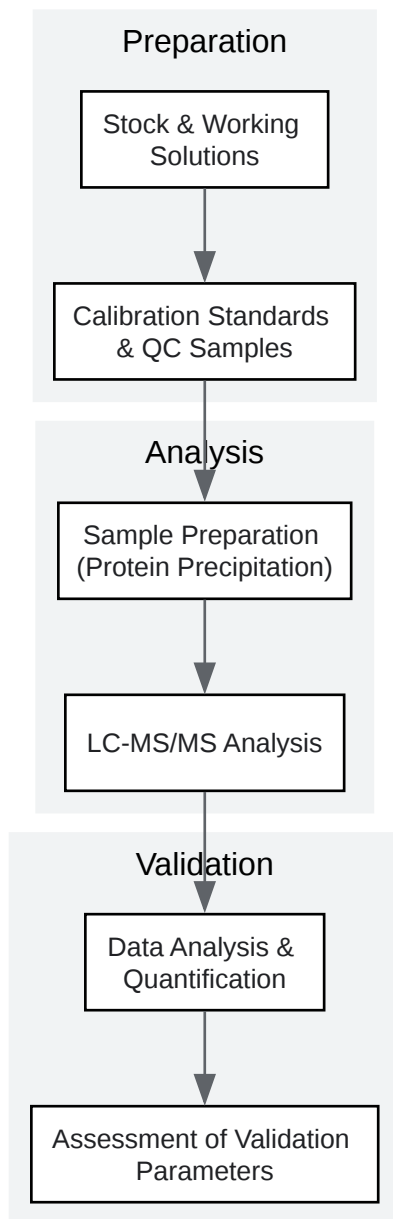 Preparation
Stock & Working
Solutions
Calibration Standards
& QC Samples
Analysis
Sample Preparation
(Protein Precipitation)
LC-MS/MS Analysis
Validation
Data Analysis &
Quantification
Assessment of Validation
Parameters